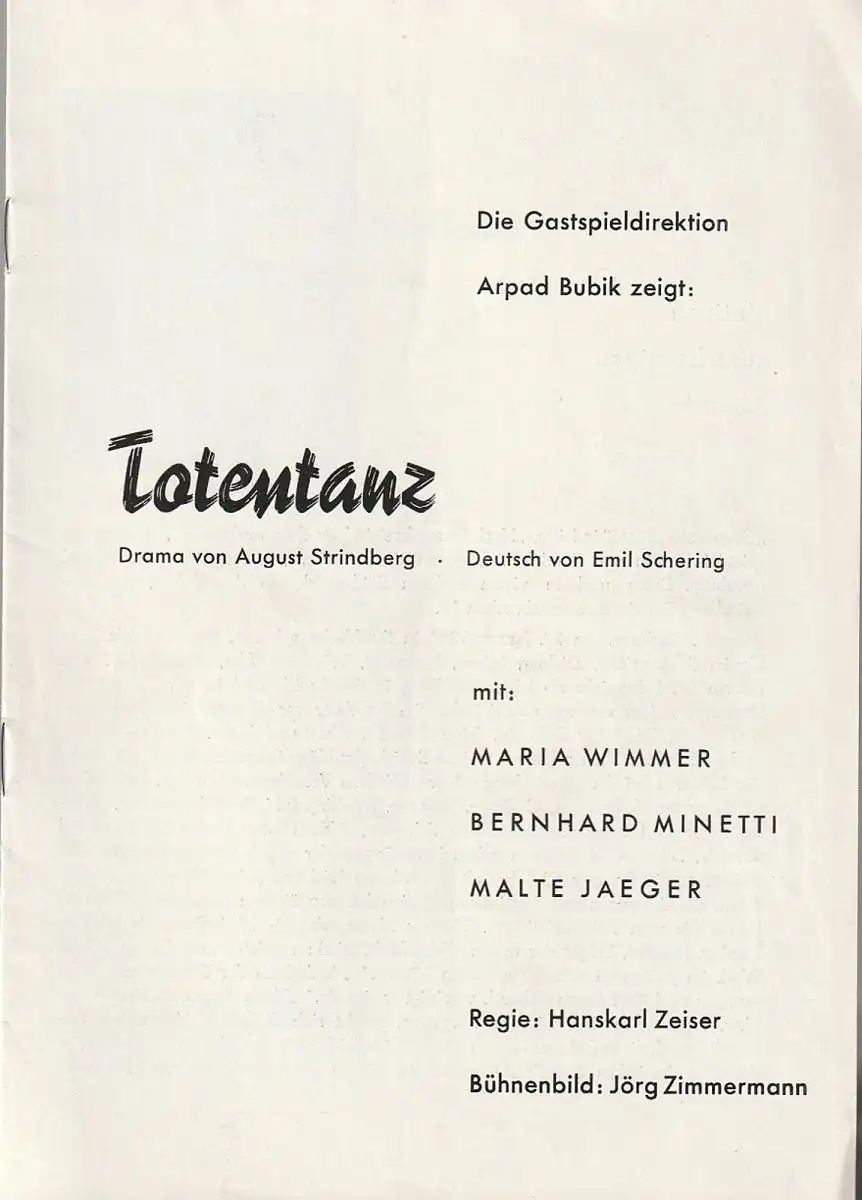 Die Gastspieldirektion
Arpad Bubik zeigt:
Totentanz
Drama von August Strindberg · Deutsch von Emil Schering
mit:
MARIA WIMMER
BERNHARD MINETTI
MALTE JAEGER
Regie: Hanskarl Zeiser
Bühnenbild: Jörg Zimmermann